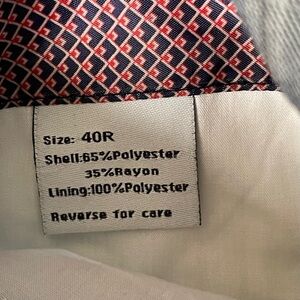 Size: 40R
Shell:65%Polyester
35%Rayon
Lining:100%Polyester
Reverse for care